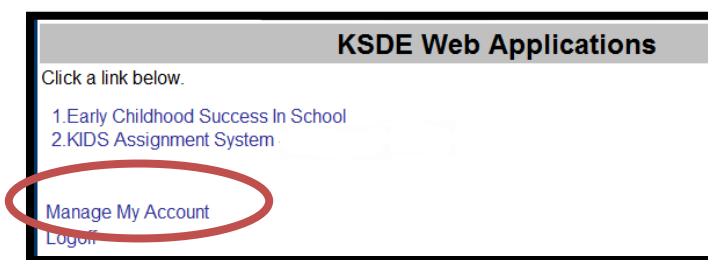 KSDE Web Applications
Click a link below.
1.Early Childhood Success In School
2.KIDS Assignment System
Manage My Account
Logoff